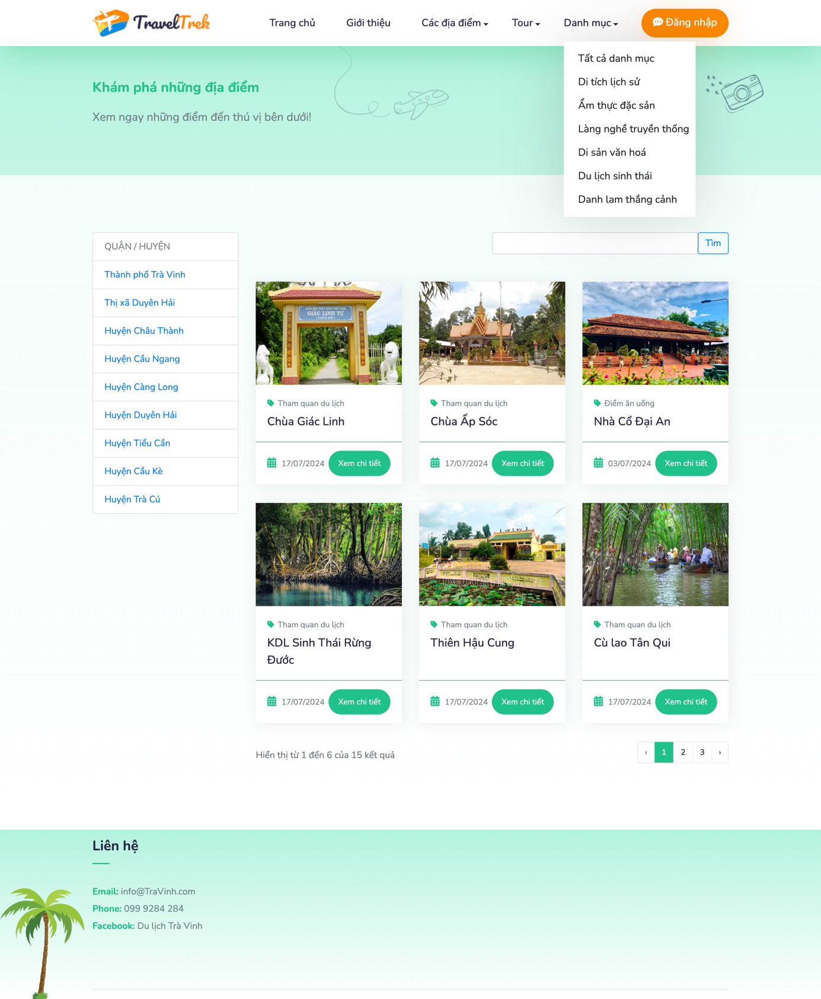 TravelTrek
Trang chủ
Giới thiệu
Các địa điểm
Tour
Danh mục
Đăng nhập
Tất cả danh mục
Di tích lịch sử
Ẩm thực đặc sản
Làng nghề truyền thống
Di sản văn hoá
Du lịch sinh thái
Danh lam thắng cảnh
Khám phá những địa điểm
Xem ngay những điểm đến thú vị bên dưới!
QUẬN / HUYỆN
Thành phố Trà Vinh
Thị xã Duyên Hải
Huyện Châu Thành
Huyện Cầu Ngang
Huyện Càng Long
Huyện Duyên Hải
Huyện Tiểu Cần
Huyện Cầu Kè
Huyện Trà Cú
Tìm
GIÁO HỘI PHẬT GIÁO VIỆT NAM
GIÁC LINH TỰ
( CHÙA DƠI )
Tham quan du lịch
Chùa Giác Linh
17/07/2024
Xem chi tiết
Tham quan du lịch
Chùa Ấp Sóc
17/07/2024
Xem chi tiết
Điểm ăn uống
Nhà Cổ Đại An
03/07/2024
Xem chi tiết
Tham quan du lịch
KDL Sinh Thái Rừng
Đước
17/07/2024
Xem chi tiết
baotravinh.vn
Tham quan du lịch
Thiên Hậu Cung
17/07/2024
Xem chi tiết
Tham quan du lịch
Cù lao Tân Qui
17/07/2024
Xem chi tiết
Hiển thị từ 1 đến 6 của 15 kết quả
‹ 1 2 3 ›
Liên hệ
Email: info@TraVinh.com
Phone: 099 9284 284
Facebook: Du lịch Trà Vinh